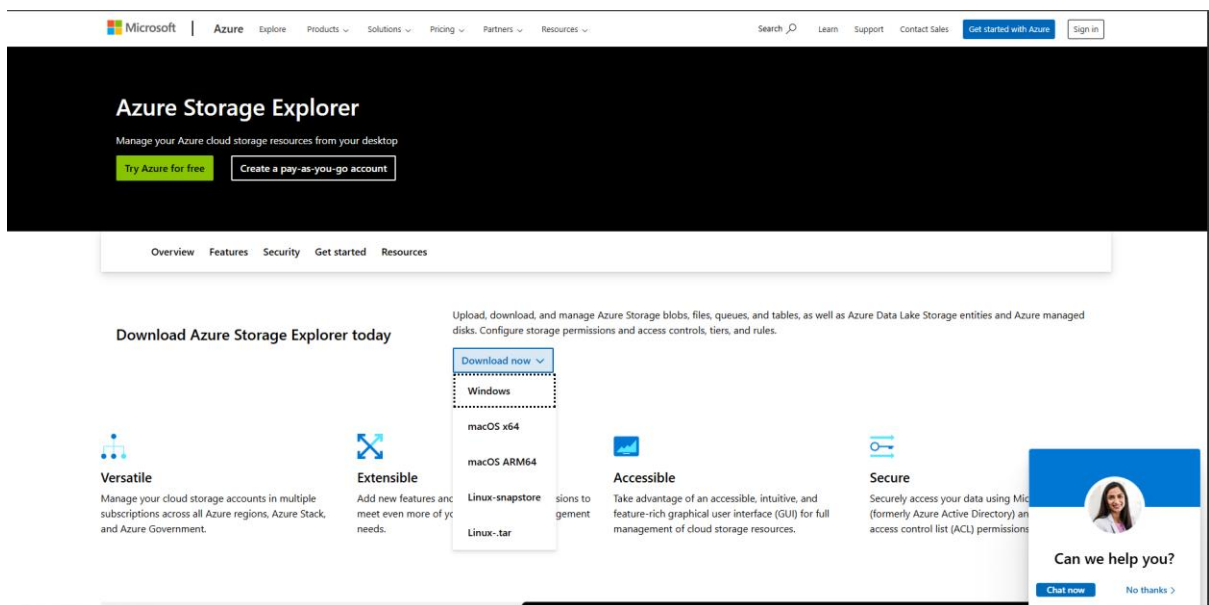 Microsoft Azure Explore Products Solutions Pricing Partners Resources Search Learn Support Contact Sales Get started with Azure Sign in
Azure Storage Explorer
Manage your Azure cloud storage resources from your desktop
Try Azure for free Create a pay-as-you-go account
Overview Features Security Get started Resources
Download Azure Storage Explorer today
Upload, download, and manage Azure Storage blobs, files, queues, and tables, as well as Azure Data Lake Storage entities and Azure managed
disks. Configure storage permissions and access controls, tiers, and rules.
Download now
Windows
macOS x64
macOS ARM64
Linux-snapstore
Linux-.tar
Versatile
Manage your cloud storage accounts in multiple
subscriptions across all Azure regions, Azure Stack,
and Azure Government.
Extensible
Add new features and
meet even more of
needs.
Accessible
Take advantage of an accessible, intuitive, and
feature-rich graphical user interface (GUI) for full
management of cloud storage resources.
Secure
Securely access your data using
(formerly Azure Active Directory)
access control list (ACL) permissions
Can we help you?
Chat now No thanks